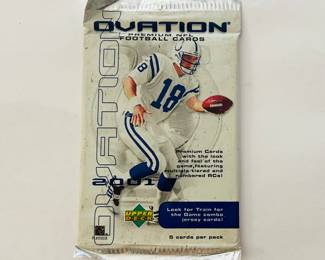 OVATION
PREMIUM NFL
FOOTBALL CARDS
OVATION
18
Premium Cards
with the look
and feel of the
game, featuring
multiple-tiered and
numbered RCs!
2001
Look for Train for
the Game combo
jersey cards!
UPPER
DECK
PLAYERS
5 cards per pack